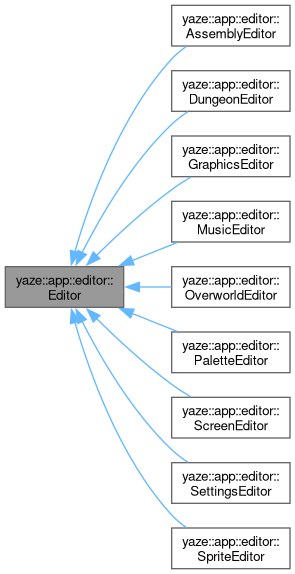 yaze::app::editor::
AssemblyEditor
yaze::app::editor::
DungeonEditor
yaze::app::editor::
GraphicsEditor
yaze::app::editor::
MusicEditor
yaze::app::editor::
Editor
yaze::app::editor::
OverworldEditor
yaze::app::editor::
PaletteEditor
yaze::app::editor::
ScreenEditor
yaze::app::editor::
SettingsEditor
yaze::app::editor::
SpriteEditor